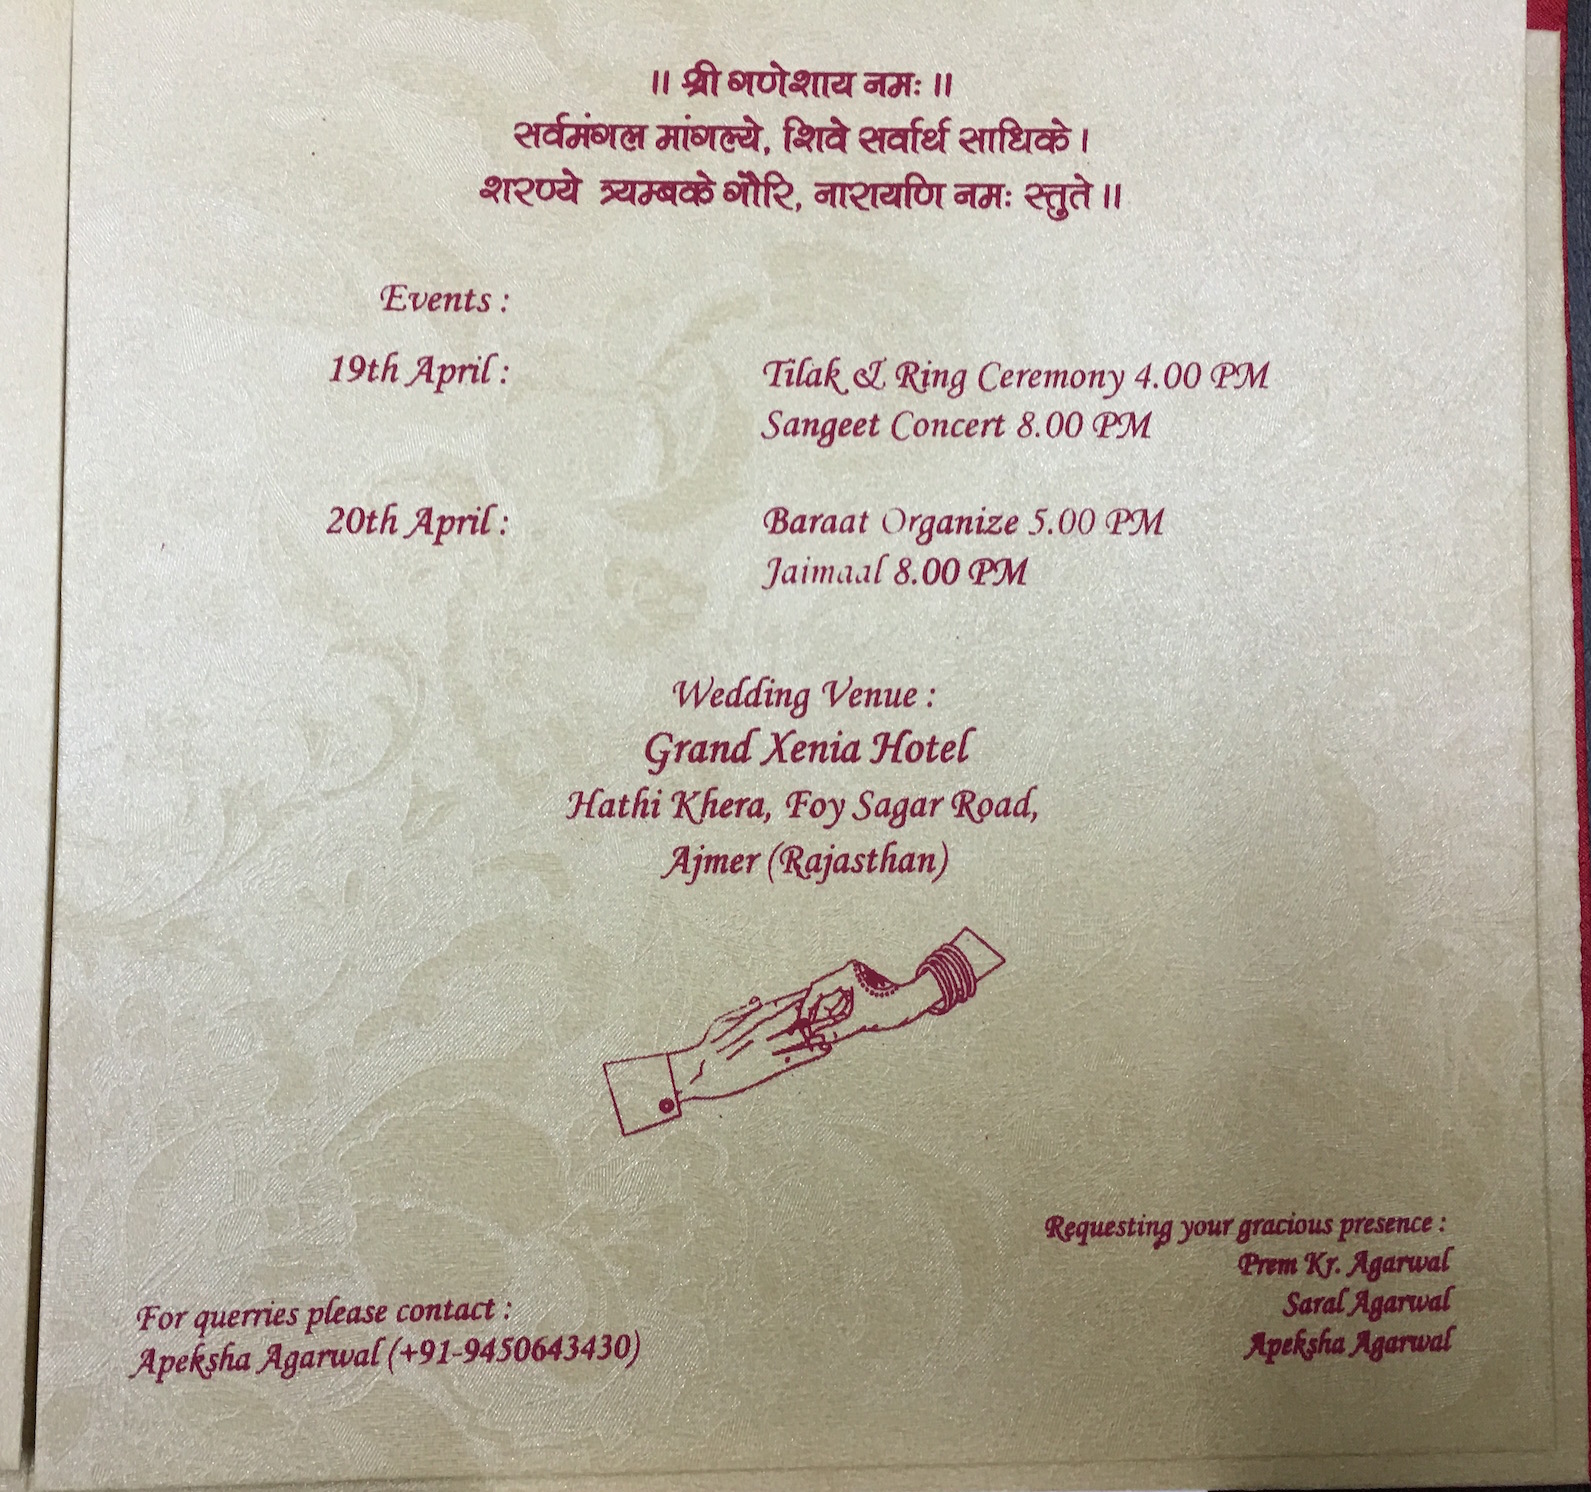 ॥ श्री गणेशाय नमः ॥
सर्वमंगल मांगल्ये, शिवे सर्वार्थ साधिके।
शरण्ये त्र्यम्बके गौरि, नारायणि नमः स्तुते॥
Events :
19th April : Tilak & Ring Ceremony 4.00 PM
Sangeet Concert 8.00 PM
20th April : Baraat Organize 5.00 PM
Jaimaal 8.00 PM
Wedding Venue :
Grand Xenia Hotel
Hathi Khera, Foy Sagar Road,
Ajmer (Rajasthan)
Requesting your gracious presence :
Prem Kr. Agarwal
Saral Agarwal
Apeksha Agarwal
For querries please contact :
Apeksha Agarwal (+91-9450643430)